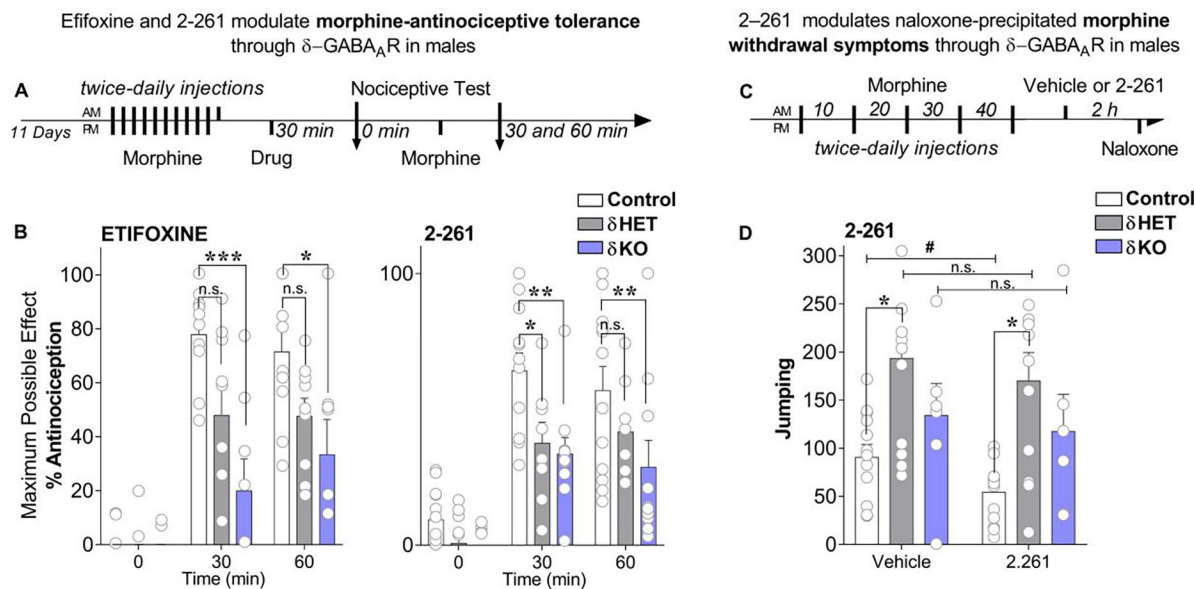 Efifoxine and 2-261 modulate morphine-antinociceptive tolerance
through δ–GABAAR in males
2–261 modulates naloxone-precipitated morphine
withdrawal symptoms through δ–GABAAR in males
A
twice-daily injections
Nociceptive Test
AM
PM
11 Days
30 min
0 min
30 and 60 min
Morphine
Drug
Morphine
C
Morphine
Vehicle or 2-261
AM
PM
10
20
30
40
2 h
twice-daily injections
Naloxone
B
ETIFOXINE
Maximum Possible Effect
% Antinociception
100
80
60
40
20
0
***
n.s.
*
n.s.
0
30
60
Time (min)
2-261
Control
δHET
δKO
100
0
**
*
**
n.s.
0
30
60
Time (min)
D
2-261
Control
δHET
δKO
Jumping
300
250
200
150
100
50
0
#
n.s.
n.s.
*
*
Vehicle
2.261